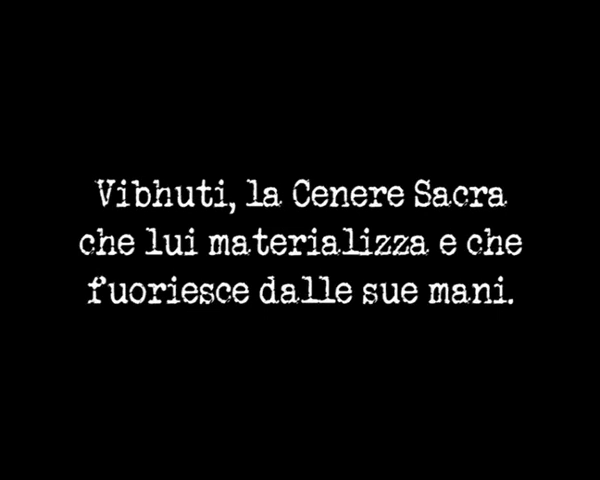 Vibhuti, la Cenere Sacra
che lui materializza e che
fuoriesce dalle sue mani.